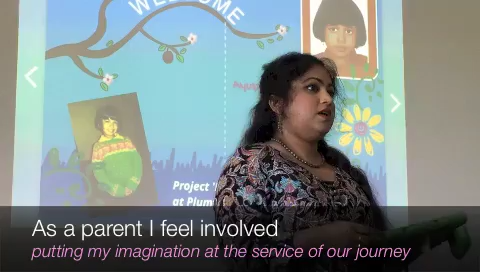 WELCOME
Project
at Plum
As a parent I feel involved
putting my imagination at the service of our journey